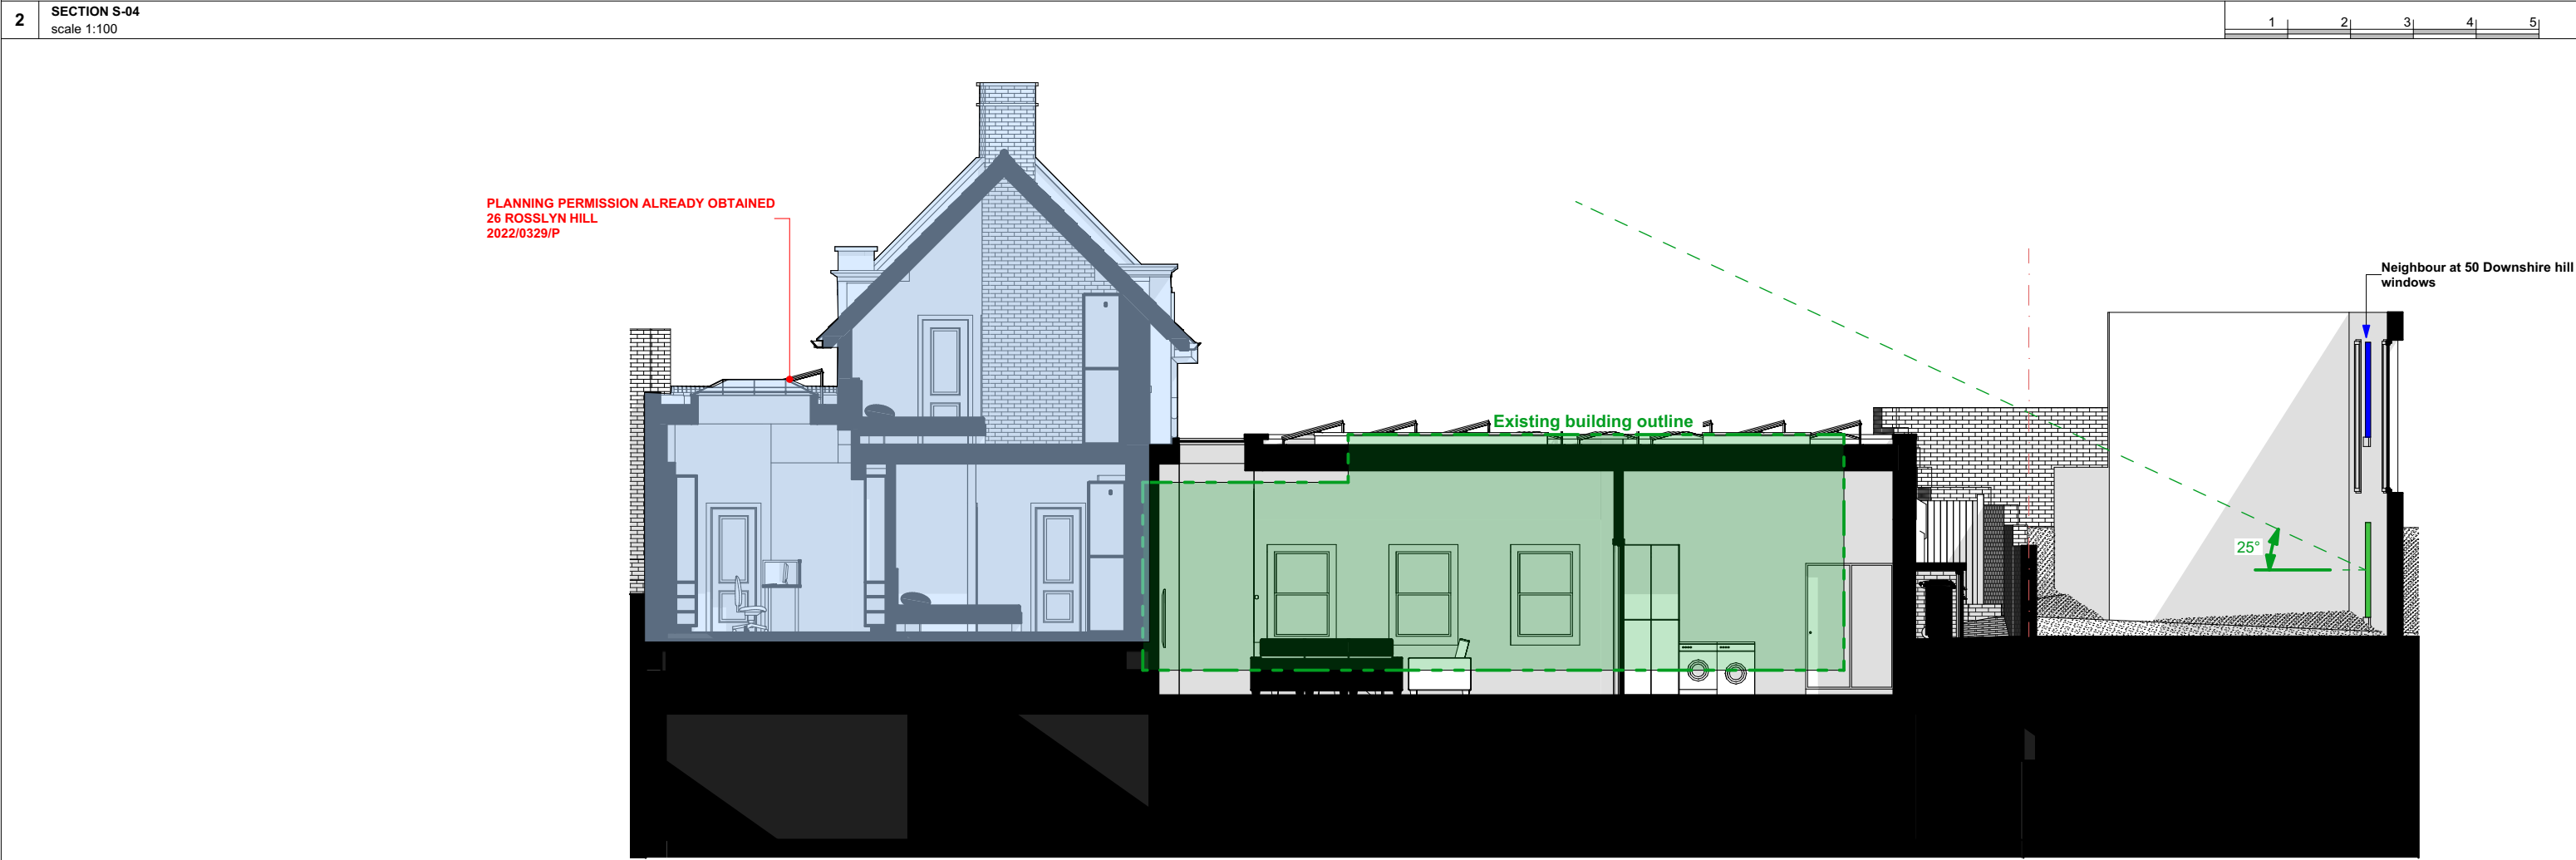 2
SECTION S-04
scale 1:100
1 2 3 4 5
PLANNING PERMISSION ALREADY OBTAINED
26 ROSSLYN HILL
2022/0329/P
Neighbour at 50 Downshire hill
windows
Existing building outline
25°